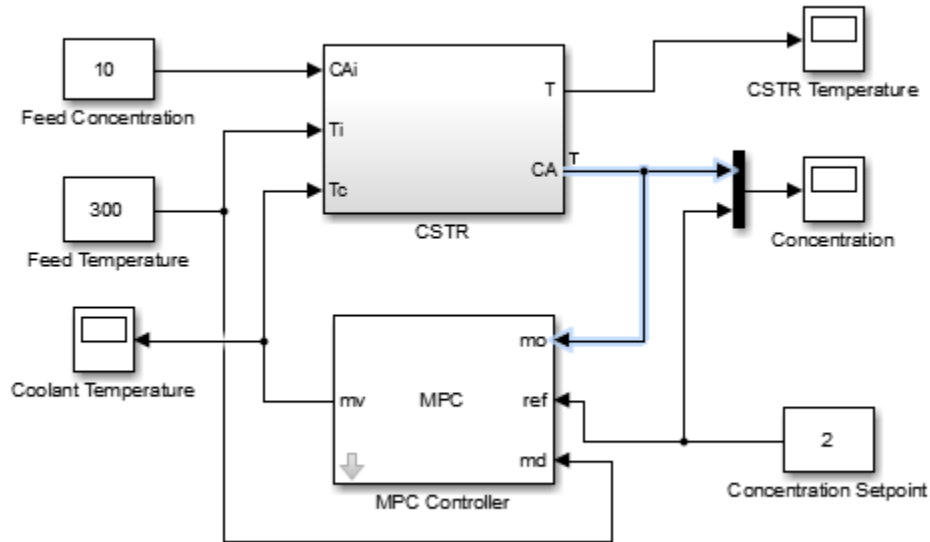 10
Feed Concentration
300
Feed Temperature
Coolant Temperature
CAi
Ti
Tc
T
CA
T
CSTR
CSTR Temperature
Concentration
mv
MPC
mo
ref
md
MPC Controller
2
Concentration Setpoint